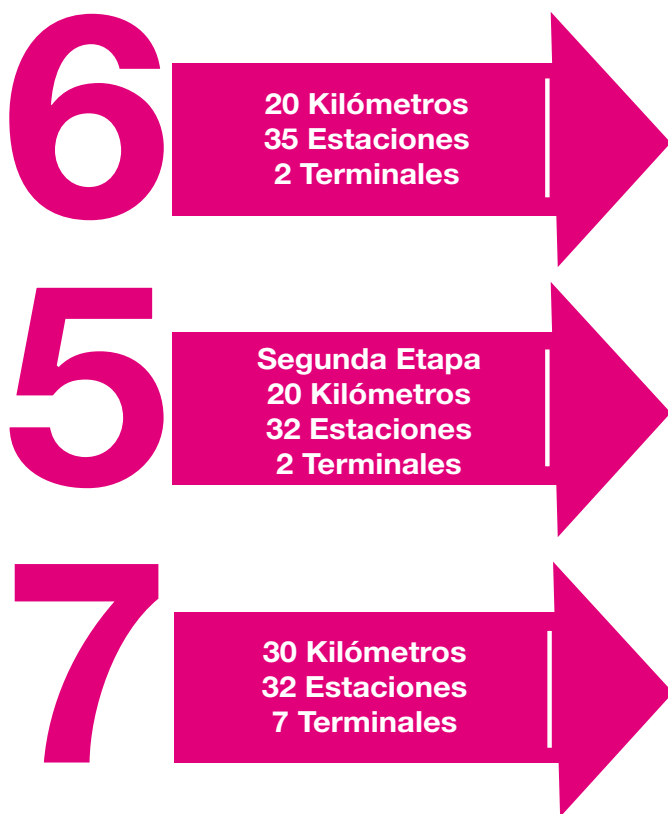 6
20 Kilómetros
35 Estaciones
2 Terminales
5
Segunda Etapa
20 Kilómetros
32 Estaciones
2 Terminales
7
30 Kilómetros
32 Estaciones
7 Terminales